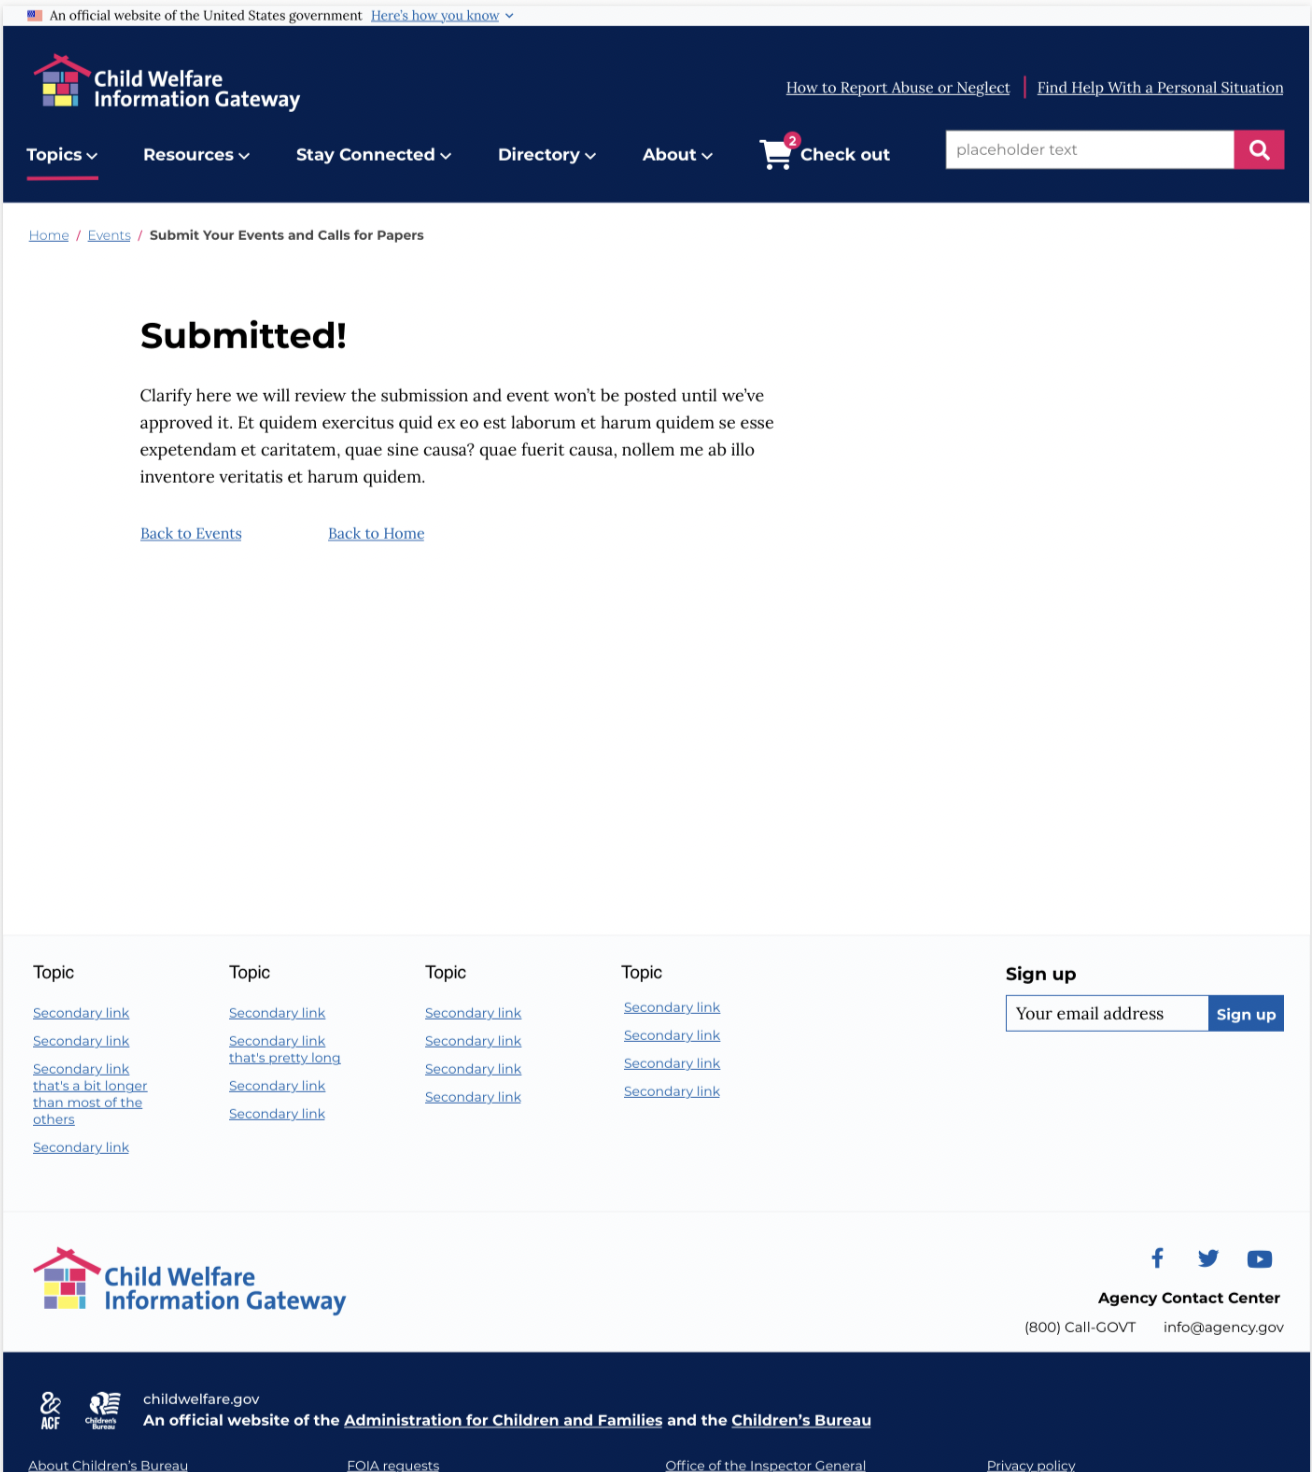 An official website of the United States government Here's how you know
Child Welfare
Information Gateway
How to Report Abuse or Neglect
Find Help With a Personal Situation
Topics
Resources
Stay Connected
Directory
About
2
Check out
placeholder text
Home / Events / Submit Your Events and Calls for Papers
Submitted!
Clarify here we will review the submission and event won't be posted until we've
approved it. Et quidem exercitus quid ex eo est laborum et harum quidem se esse
expetendam et caritatem, quae sine causa? quae fuerit causa, nollem me ab illo
inventore veritatis et harum quidem.
Back to Events
Back to Home
Topic
Secondary link
Secondary link
Secondary link
that's a bit longer
than most of the
others
Secondary link
Topic
Secondary link
Secondary link
that's pretty long
Secondary link
Secondary link
Topic
Secondary link
Secondary link
Secondary link
Secondary link
Topic
Secondary link
Secondary link
Secondary link
Secondary link
Sign up
Your email address
Sign up
Child Welfare
Information Gateway
Agency Contact Center
(800) Call-GOVT
info@agency.gov
ACF
Children's
Bureau
childwelfare.gov
An official website of the Administration for Children and Families and the Children's Bureau
About Children's Bureau
FOIA requests
Office of the Inspector General
Privacy policy